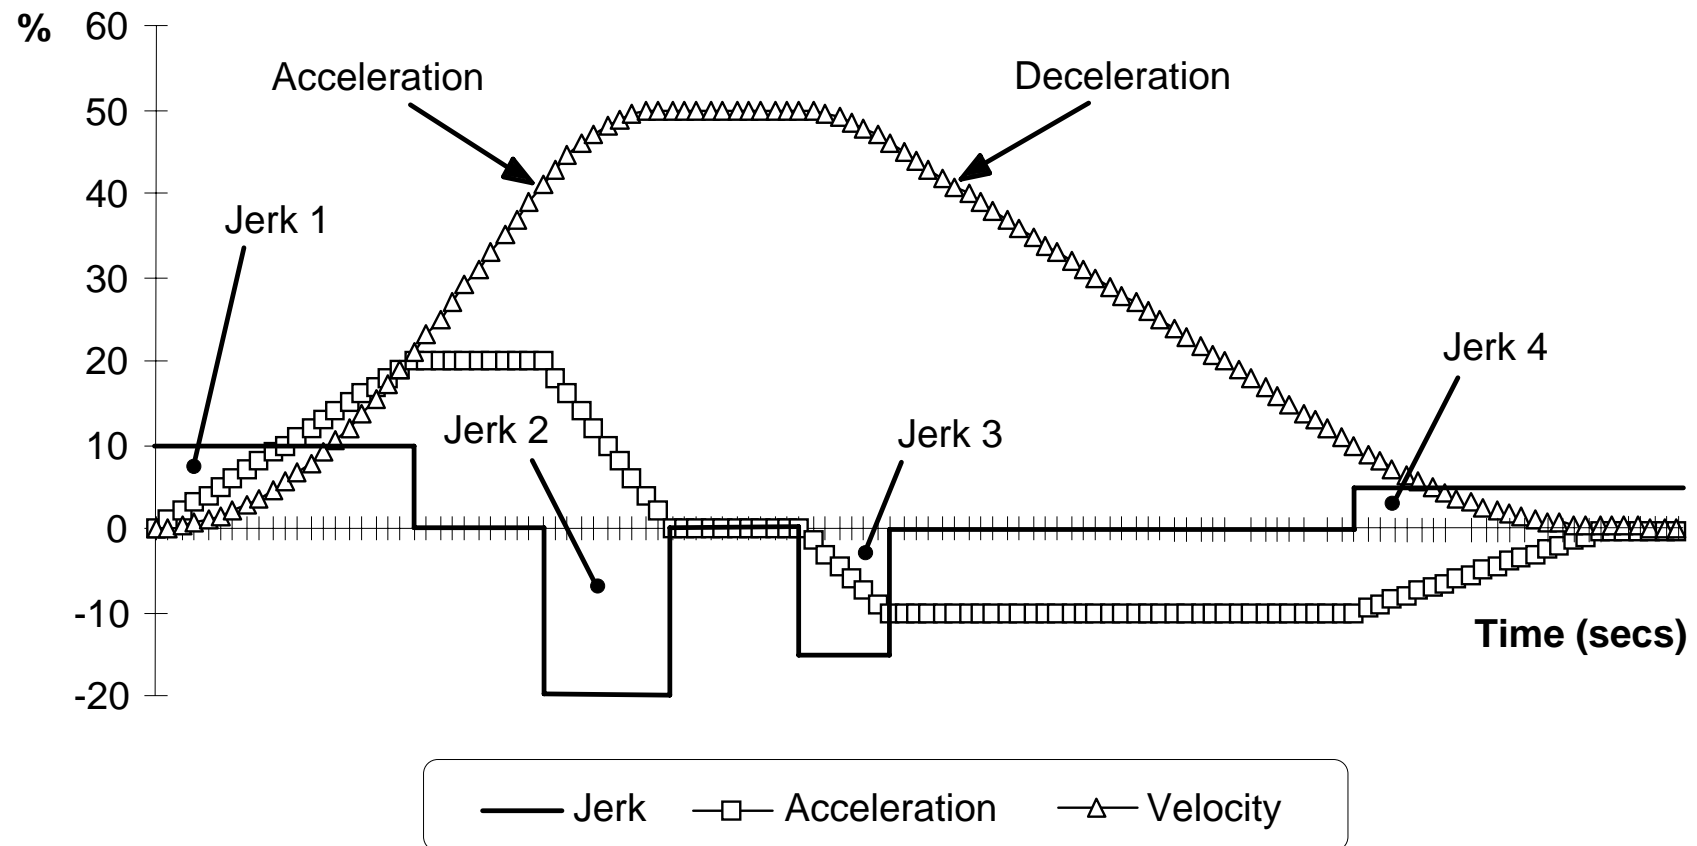 % 60
Acceleration
Deceleration
50
40
Jerk 1
30
20
Jerk 4
Jerk 2
Jerk 3
10
0
-10
Time (secs)
-20
Jerk Acceleration Velocity